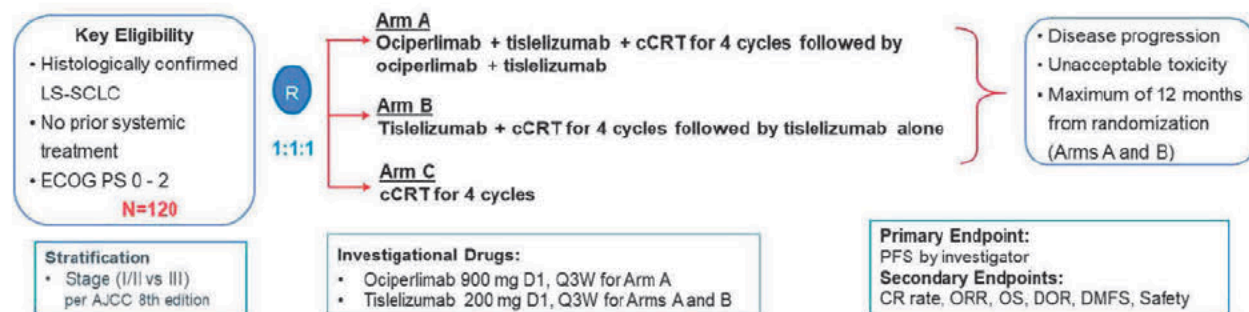 Key Eligibility
• Histologically confirmed
LS-SCLC
• No prior systemic
treatment
• ECOG PS 0 - 2
N=120
R
1:1:1
Arm A
Ociperlimab + tislelizumab + cCRT for 4 cycles followed by
ociperlimab + tislelizumab
Arm B
Tislelizumab + cCRT for 4 cycles followed by tislelizumab alone
Arm C
cCRT for 4 cycles
• Disease progression
• Unacceptable toxicity
• Maximum of 12 months
from randomization
(Arms A and B)
Stratification
• Stage (I/II vs III)
per AJCC 8th edition
Investigational Drugs:
• Ociperlimab 900 mg D1, Q3W for Arm A
• Tislelizumab 200 mg D1, Q3W for Arms A and B
Primary Endpoint:
PFS by investigator
Secondary Endpoints:
CR rate, ORR, OS, DOR, DMFS, Safety